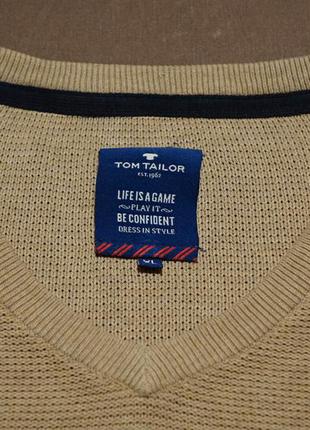 TOM TAILOR
EST. 1962
LIFE IS A GAME
PLAY IT
BE CONFIDENT
DRESS IN STYLE